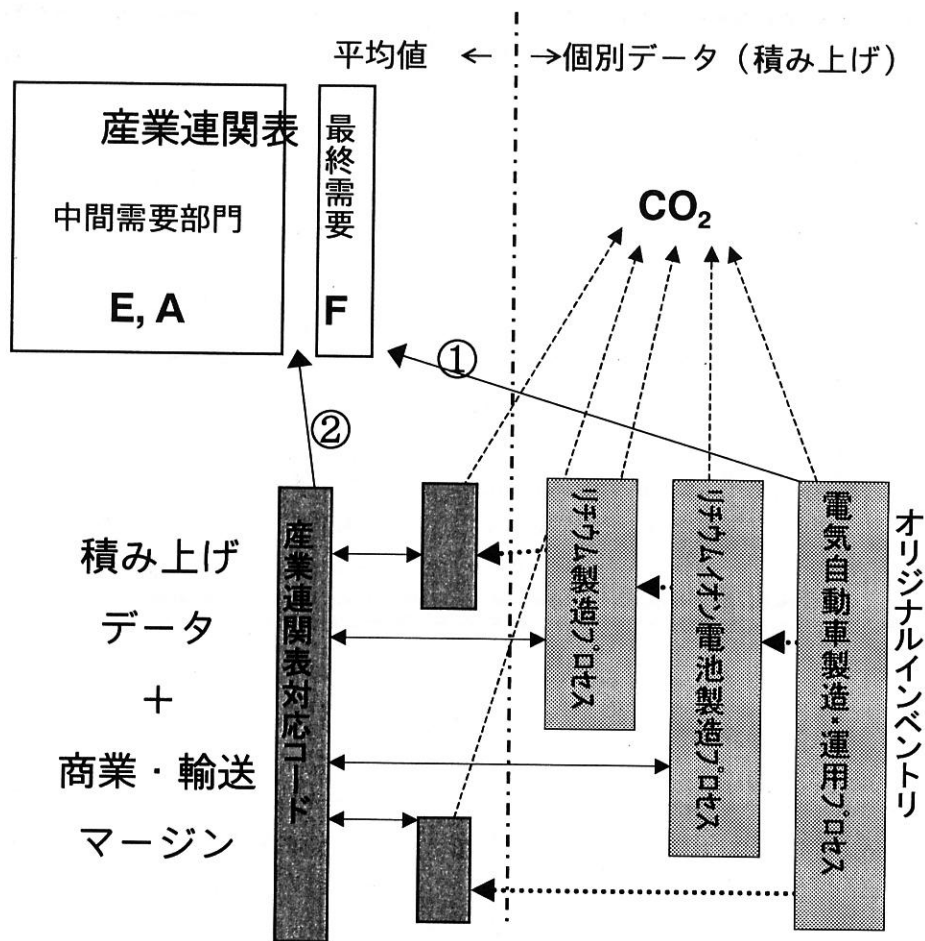 平均値 ← →個別データ(積み上げ)
産業連関表
中間需要部門
E, A
最終需要
F
CO₂
①
②
積み上げ
データ
+
商業・輸送
マージン
産業連関表対応コード
リチウム製造プロセス
リチウムイオン電池製造プロセス
電気自動車製造・運用プロセス
オリジナルインベントリ